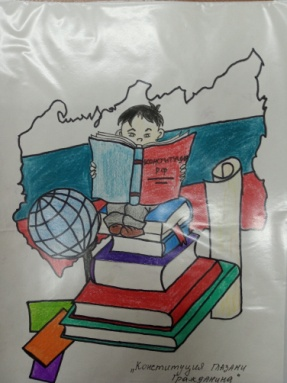 КОНСТИТУЦИЯ
РФ
„Конституция глазами
гражданина"